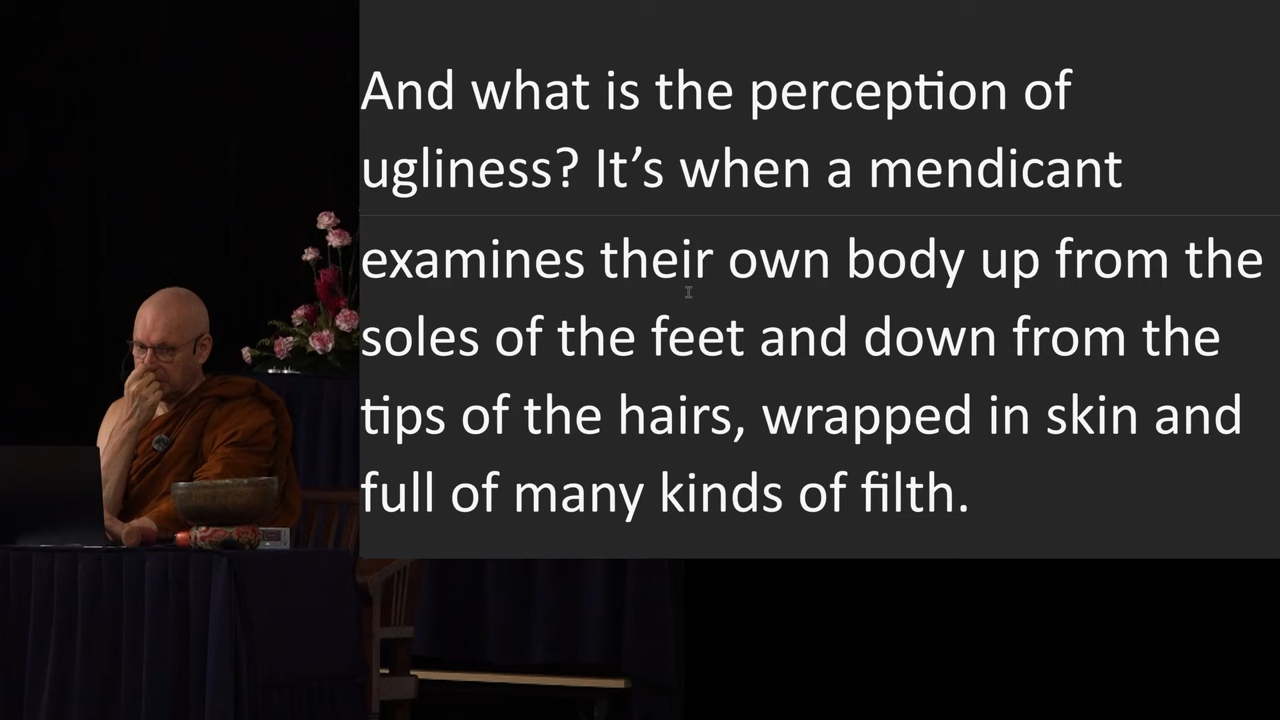 And what is the perception of
ugliness? It’s when a mendicant
examines their own body up from the
soles of the feet and down from the
tips of the hairs, wrapped in skin and
full of many kinds of filth.